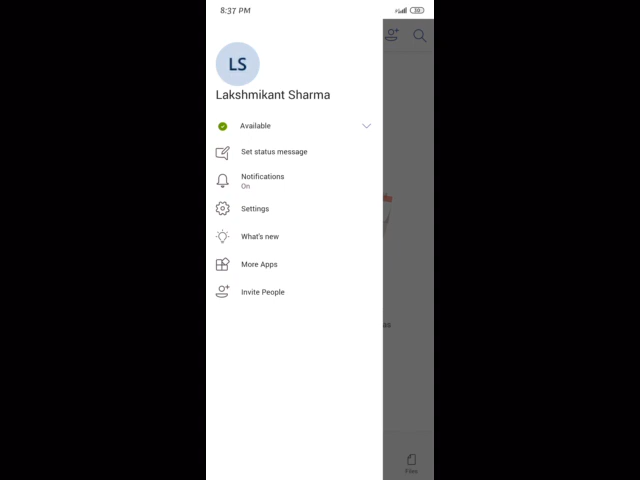 8:37 PM
30
LS
Lakshmikant Sharma
Available
Set status message
Notifications
On
Settings
What's new
More Apps
Invite People
Files